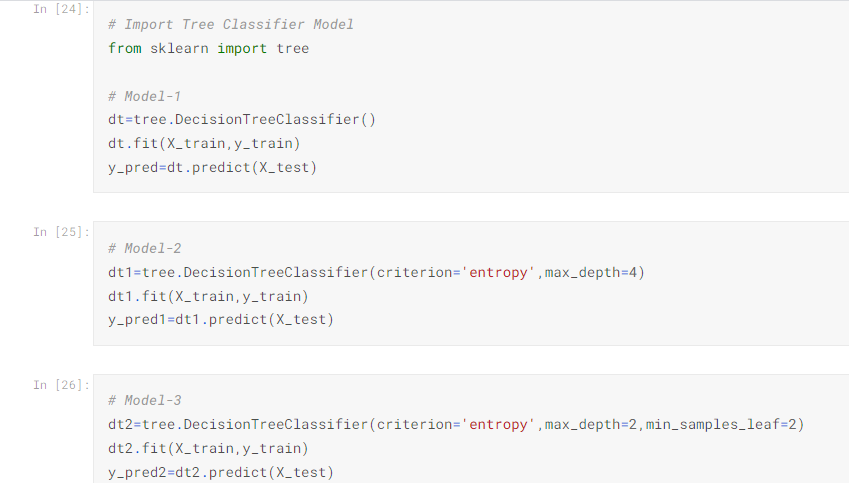 In [24]:
# Import Tree Classifier Model
from sklearn import tree
# Model-1
dt=tree.DecisionTreeClassifier()
dt.fit(X_train,y_train)
y_pred=dt.predict(X_test)
In [25]:
# Model-2
dt1=tree.DecisionTreeClassifier(criterion='entropy',max_depth=4)
dt1.fit(X_train,y_train)
y_pred1=dt1.predict(X_test)
In [26]:
# Model-3
dt2=tree.DecisionTreeClassifier(criterion='entropy',max_depth=2,min_samples_leaf=2)
dt2.fit(X_train,y_train)
y_pred2=dt2.predict(X_test)